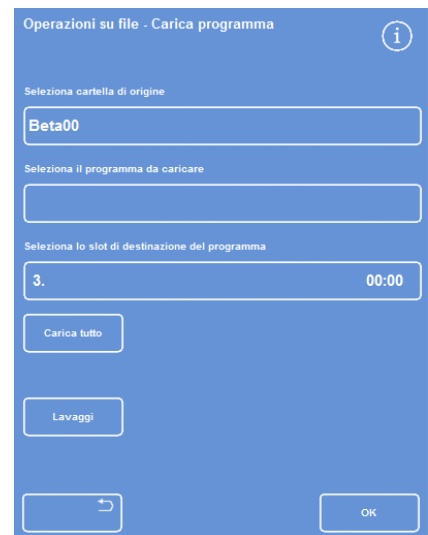 Operazioni su file - Carica programma
i
Seleziona cartella di origine
Beta00
Seleziona il programma da caricare
Seleziona lo slot di destinazione del programma
3. 00:00
Carica tutto
Lavaggi
OK